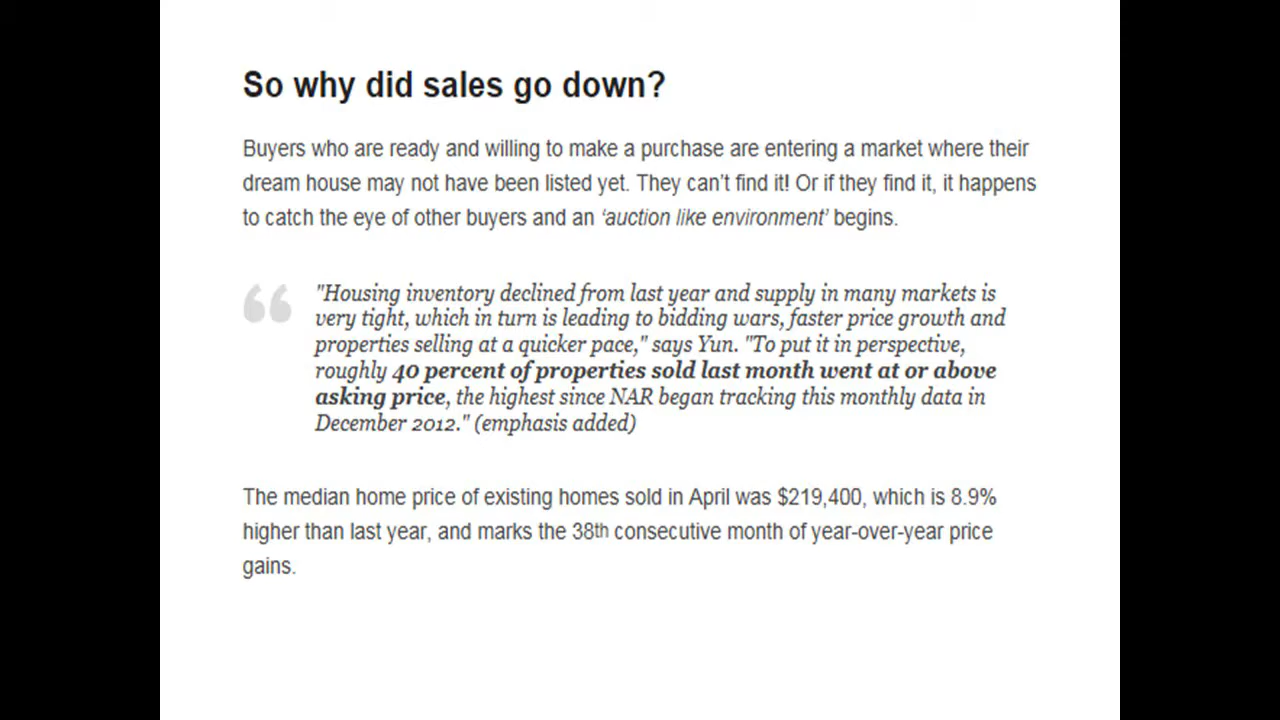 So why did sales go down?
Buyers who are ready and willing to make a purchase are entering a market where their
dream house may not have been listed yet. They can’t find it! Or if they find it, it happens
to catch the eye of other buyers and an ‘auction like environment’ begins.
"Housing inventory declined from last year and supply in many markets is
very tight, which in turn is leading to bidding wars, faster price growth and
properties selling at a quicker pace," says Yun. "To put it in perspective,
roughly 40 percent of properties sold last month went at or above
asking price, the highest since NAR began tracking this monthly data in
December 2012." (emphasis added)
The median home price of existing homes sold in April was $219,400, which is 8.9%
higher than last year, and marks the 38th consecutive month of year-over-year price
gains.